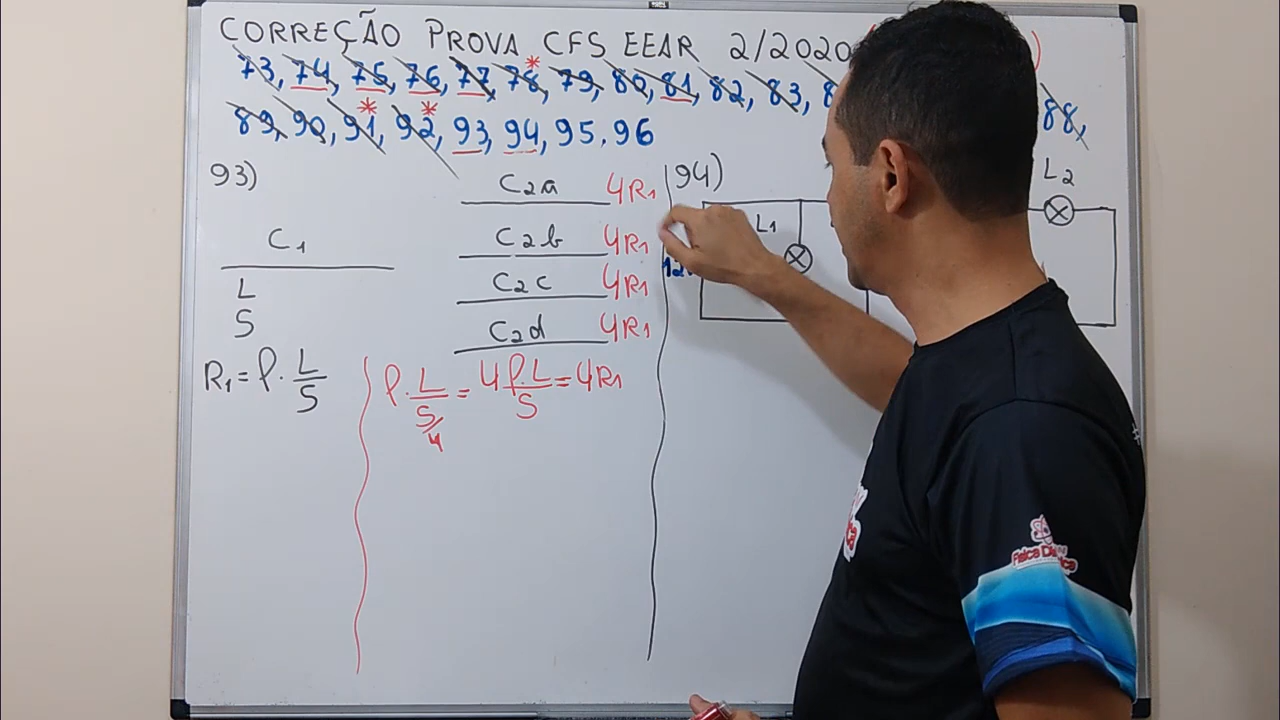 CORREÇÃO PROVA CFS EEAR 2/2020 )
73, 74, 75, 76, 77, 78*, 79, 80, 81, 82, 83, 8 88,
89, 90, 91*, 92*, 93, 94, 95, 96
93)
C1
L
S
R1 = ρ. L/S
C2a 4R1
C2b 4R1
C2c 4R1
C2d 4R1
ρ. L/S/4 = 4 ρ.L/S = 4R1
94)
L1
L2
Física